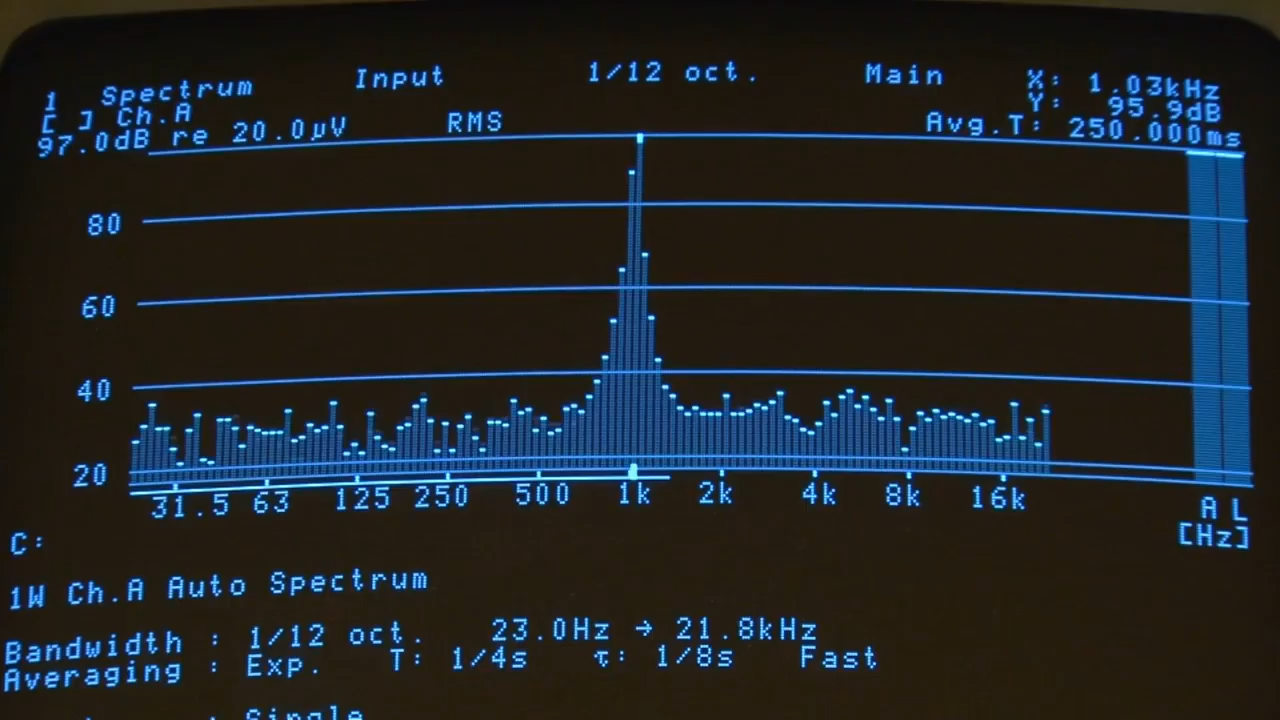 1 Spectrum Input 1/12 oct. Main X: 1.03kHz
[ ] Ch.A Y: 95.9dB
97.0dB re 20.0µV RMS Avg.T: 250.000ms
80
60
40
20
31.5 63 125 250 500 1k 2k 4k 8k 16k A L
[Hz]
C:
1W Ch.A Auto Spectrum
Bandwidth : 1/12 oct. 23.0Hz → 21.8kHz
Averaging : Exp. T: 1/4s τ: 1/8s Fast
: Single